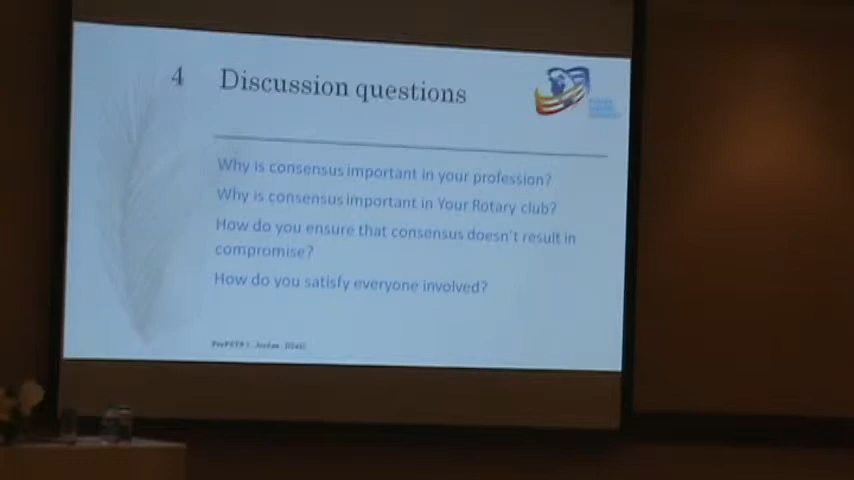 4 Discussion questions
Why is consensus important in your profession?
Why is consensus important in Your Rotary club?
How do you ensure that consensus doesn't result in
compromise?
How do you satisfy everyone involved?
Jordan